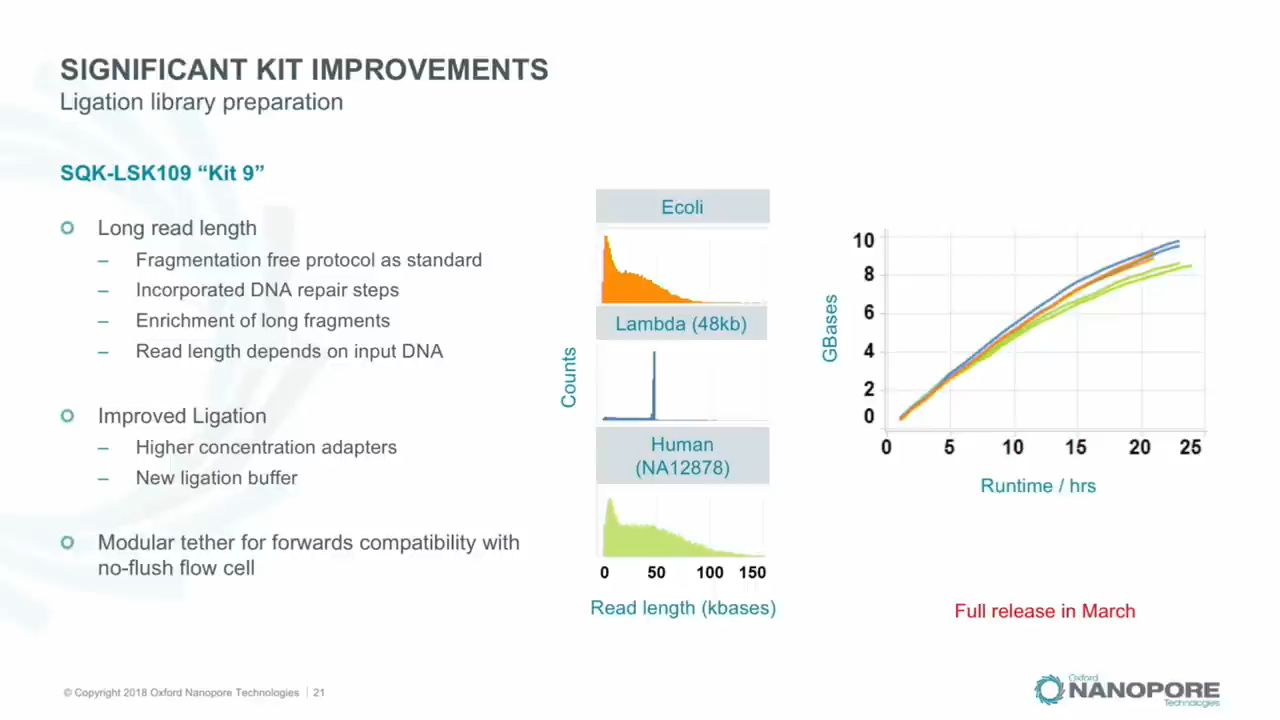 SIGNIFICANT KIT IMPROVEMENTS
Ligation library preparation
SQK-LSK109 “Kit 9”
Long read length
– Fragmentation free protocol as standard
– Incorporated DNA repair steps
– Enrichment of long fragments
– Read length depends on input DNA
Improved Ligation
– Higher concentration adapters
– New ligation buffer
Modular tether for forwards compatibility with
no-flush flow cell
Counts
Ecoli
Lambda (48kb)
Human
(NA12878)
0 50 100 150
Read length (kbases)
GBases
10
8
6
4
2
0
0 5 10 15 20 25
Runtime / hrs
Full release in March
© Copyright 2018 Oxford Nanopore Technologies | 21
Oxford
NANOPORE
Technologies